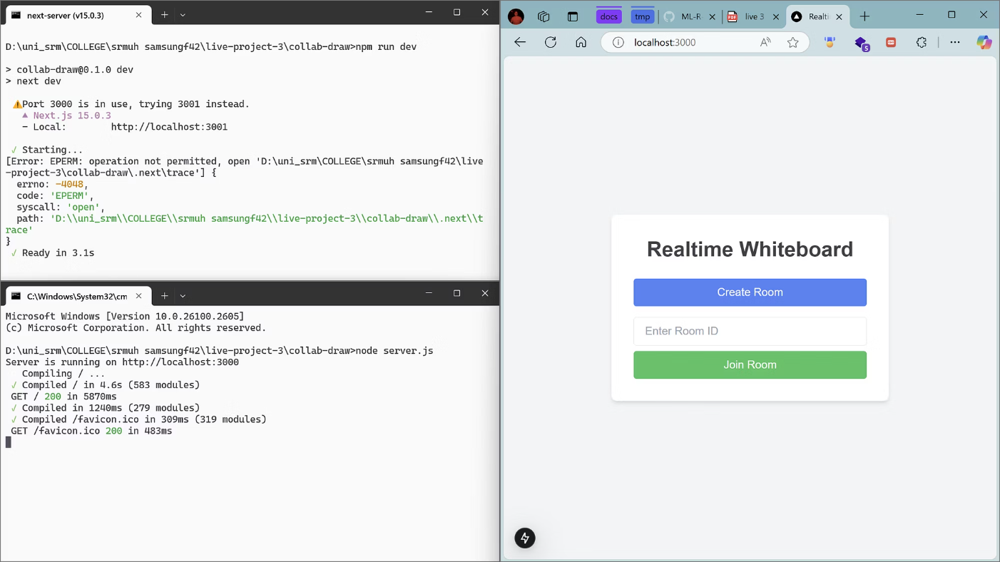 next-server (v15.0.3)
D:\uni_srm\COLLEGE\srmuh samsungf42\live-project-3\collab-draw>npm run dev
> collab-draw@0.1.0 dev
> next dev
⚠Port 3000 is in use, trying 3001 instead.
▲ Next.js 15.0.3
- Local:        http://localhost:3001
✓ Starting...
[Error: EPERM: operation not permitted, open 'D:\uni_srm\COLLEGE\srmuh samsungf42\live
-project-3\collab-draw\.next\trace'] {
errno: -4048,
code: 'EPERM',
syscall: 'open',
path: 'D:\\uni_srm\\COLLEGE\\srmuh samsungf42\\live-project-3\\collab-draw\\.next\\t
race'
}
✓ Ready in 3.1s
C:\Windows\System32\cm
Microsoft Windows [Version 10.0.26100.2605]
(c) Microsoft Corporation. All rights reserved.
D:\uni_srm\COLLEGE\srmuh samsungf42\live-project-3\collab-draw>node server.js
Server is running on http://localhost:3000
Compiling / ...
✓ Compiled / in 4.6s (583 modules)
GET / 200 in 5870ms
✓ Compiled in 1240ms (279 modules)
✓ Compiled /favicon.ico in 309ms (319 modules)
GET /favicon.ico 200 in 483ms
docs
tmp
ML-R
PDF
live 3
Realti
localhost:3000
5
Realtime Whiteboard
Create Room
Enter Room ID
Join Room